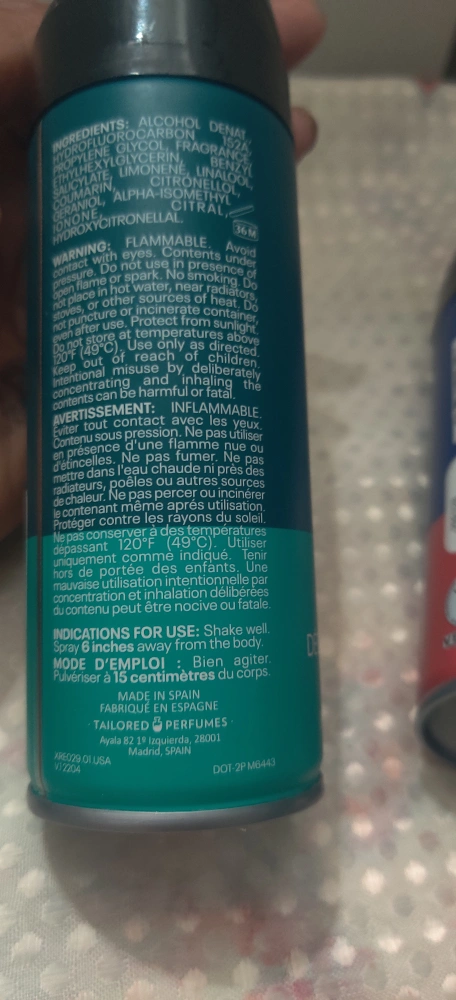 INGREDIENTS: ALCOHOL DENAT,
HYDROFLUOROCARBON 152A,
PROPYLENE GLYCOL, FRAGRANCE,
ETHYLHEXYLGLYCERIN, BENZYL
SALICYLATE, LIMONENE, LINALOOL,
COUMARIN, CITRONELLOL,
GERANIOL, ALPHA-ISOMETHYL
IONONE, CITRAL,
HYDROXYCITRONELLAL.
36 M
WARNING: FLAMMABLE. Avoid
contact with eyes. Contents under
pressure. Do not use in presence of
open flame or spark. No smoking. Do
not place in hot water, near radiators,
stoves, or other sources of heat. Do
not puncture or incinerate container,
even after use. Protect from sunlight.
Do not store at temperatures above
120°F (49°C). Use only as directed.
Keep out of reach of children.
Intentional misuse by deliberately
concentrating and inhaling the
contents can be harmful or fatal.
AVERTISSEMENT: INFLAMMABLE.
Éviter tout contact avec les yeux.
Contenu sous pression. Ne pas utiliser
en présence d'une flamme nue ou
d'étincelles. Ne pas fumer. Ne pas
mettre dans l'eau chaude ni près des
radiateurs, poêles ou autres sources
de chaleur. Ne pas percer ou incinérer
le contenant même aprés utilisation.
Protéger contre les rayons du soleil.
Ne pas conserver à des températures
dépassant 120°F (49°C). Utiliser
uniquement comme indiqué. Tenir
hors de portée des enfants. Une
mauvaise utilisation intentionnelle par
concentration et inhalation délibérées
du contenu peut être nocive ou fatale.
INDICATIONS FOR USE: Shake well.
Spray 6 inches away from the body.
MODE D'EMPLOI : Bien agiter.
Pulvériser à 15 centimètres du corps.
MADE IN SPAIN
FABRIQUÉ EN ESPAGNE
· TAILORED PERFUMES ·
Ayala 82 1º Izquierda, 28001
Madrid, SPAIN
XRE029 01.USA
V72204
DOT-2P M6443
DE